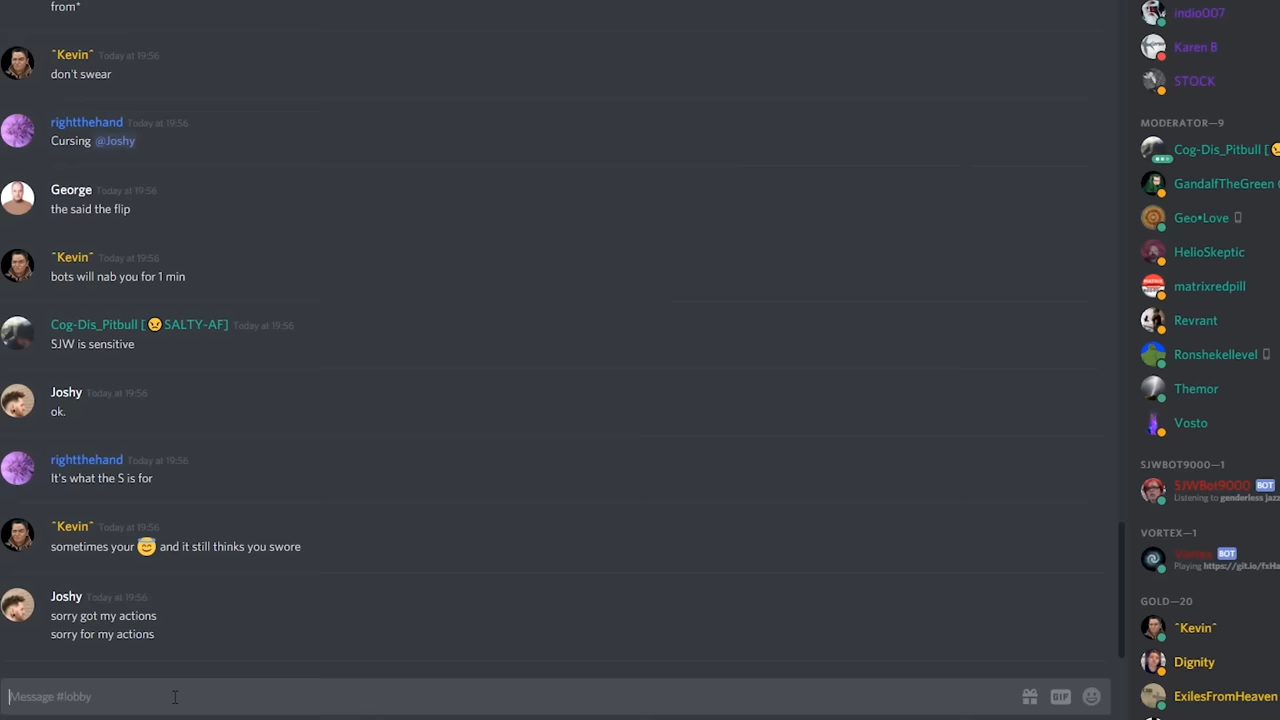 from*
^Kevin^ Today at 19:56
don't swear
rightthehand Today at 19:56
Cursing @Joshy
George Today at 19:56
the said the flip
^Kevin^ Today at 19:56
bots will nab you for 1 min
Cog-Dis_Pitbull [😠SALTY-AF] Today at 19:56
SJW is sensitive
Joshy Today at 19:56
ok.
rightthehand Today at 19:56
It's what the S is for
^Kevin^ Today at 19:56
sometimes your 😇 and it still thinks you swore
Joshy Today at 19:56
sorry got my actions
sorry for my actions
Message #lobby
GIF
indio007
Karen B
STOCK
MODERATOR—9
Cog-Dis_Pitbull [😠
GandalfTheGreen
Geo•Love
HelioSkeptic
matrixredpill
Revrant
Ronshekellevel
Themor
Vosto
SJWBOT9000—1
SJWBot9000 BOT
Listening to genderless jazz
VORTEX—1
Vortex BOT
Playing https://git.io/fxHa
GOLD—20
^Kevin^
Dignity
ExilesFromHeaven